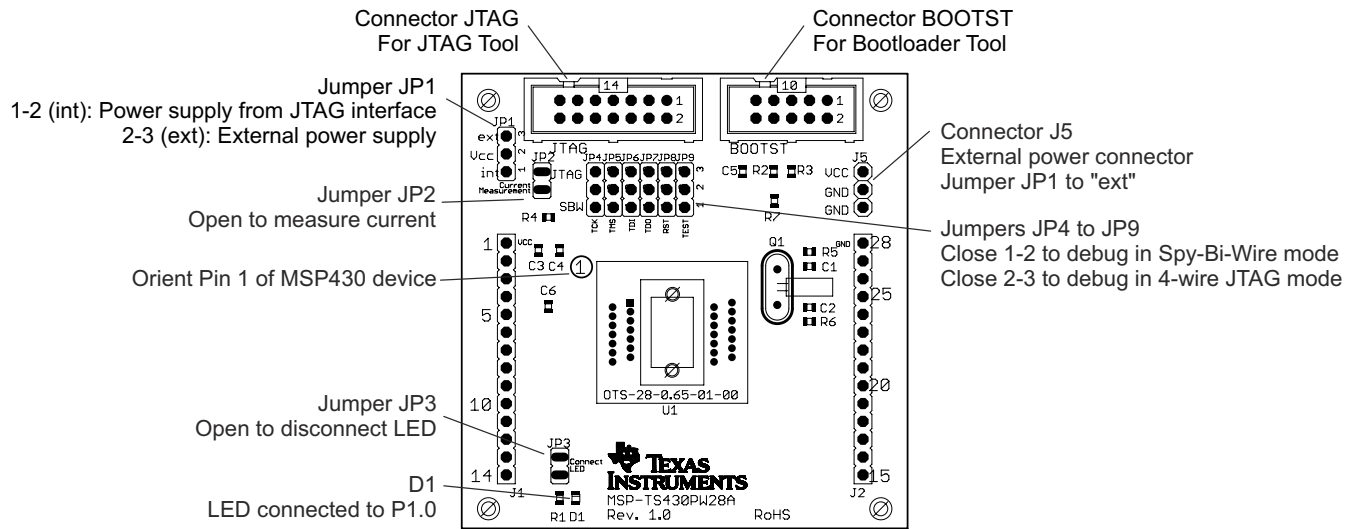 Connector JTAG
For JTAG Tool
Connector BOOTST
For Bootloader Tool
Jumper JP1
1-2 (int): Power supply from JTAG interface
2-3 (ext): External power supply
Jumper JP2
Open to measure current
Orient Pin 1 of MSP430 device
Jumper JP3
Open to disconnect LED
D1
LED connected to P1.0
Connector J5
External power connector
Jumper JP1 to "ext"
Jumpers JP4 to JP9
Close 1-2 to debug in Spy-Bi-Wire mode
Close 2-3 to debug in 4-wire JTAG mode
14
1
2
JTAG
10
1
2
BOOTST
JP1
ext
Vcc
int
3
2
1
JP2
Current
Measurement
JTAG
SBW
JP4 JP5 JP6 JP7 JP8 JP9
3
2
1
TCK TMS TDI TDO RST TEST
C5 R2 R3
R7
J5
VCC
GND
GND
R4
1
VCC
C3 C4
1
C6
5
10
14
J1
Q1
R5
C1
C2
R6
GND
28
25
20
15
J2
OTS-28-0.65-01-00
U1
JP3
Connect
LED
R1 D1
TEXAS
INSTRUMENTS
MSP-TS430PW28A
Rev. 1.0
RoHS